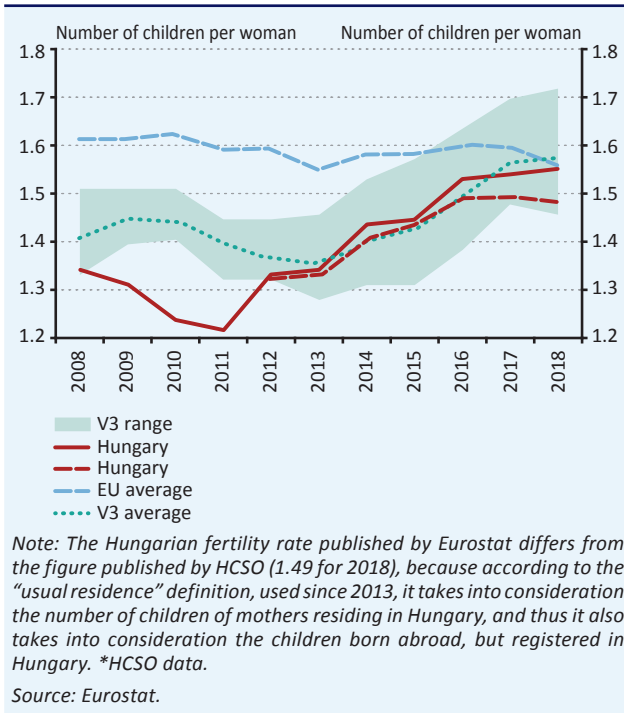 Number of children per woman
Number of children per woman
1.8
1.7
1.6
1.5
1.4
1.3
1.2
1.8
1.7
1.6
1.5
1.4
1.3
1.2
2008
2009
2010
2011
2012
2013
2014
2015
2016
2017
2018
V3 range
Hungary
Hungary
EU average
V3 average
Note: The Hungarian fertility rate published by Eurostat differs from
the figure published by HCSO (1.49 for 2018), because according to the
“usual residence” definition, used since 2013, it takes into consideration
the number of children of mothers residing in Hungary, and thus it also
takes into consideration the children born abroad, but registered in
Hungary. *HCSO data.
Source: Eurostat.